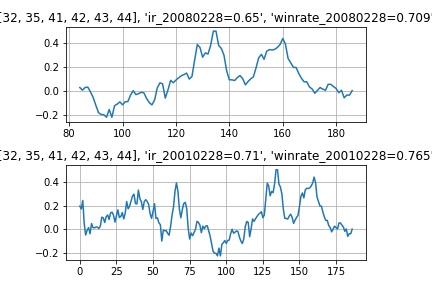 [32, 35, 41, 42, 43, 44], 'ir_20080228=0.65', 'winrate_20080228=0.709'
0.4
0.2
0.0
−0.2
80 100 120 140 160 180
[32, 35, 41, 42, 43, 44], 'ir_20010228=0.71', 'winrate_20010228=0.765'
0.4
0.2
0.0
−0.2
0 25 50 75 100 125 150 175